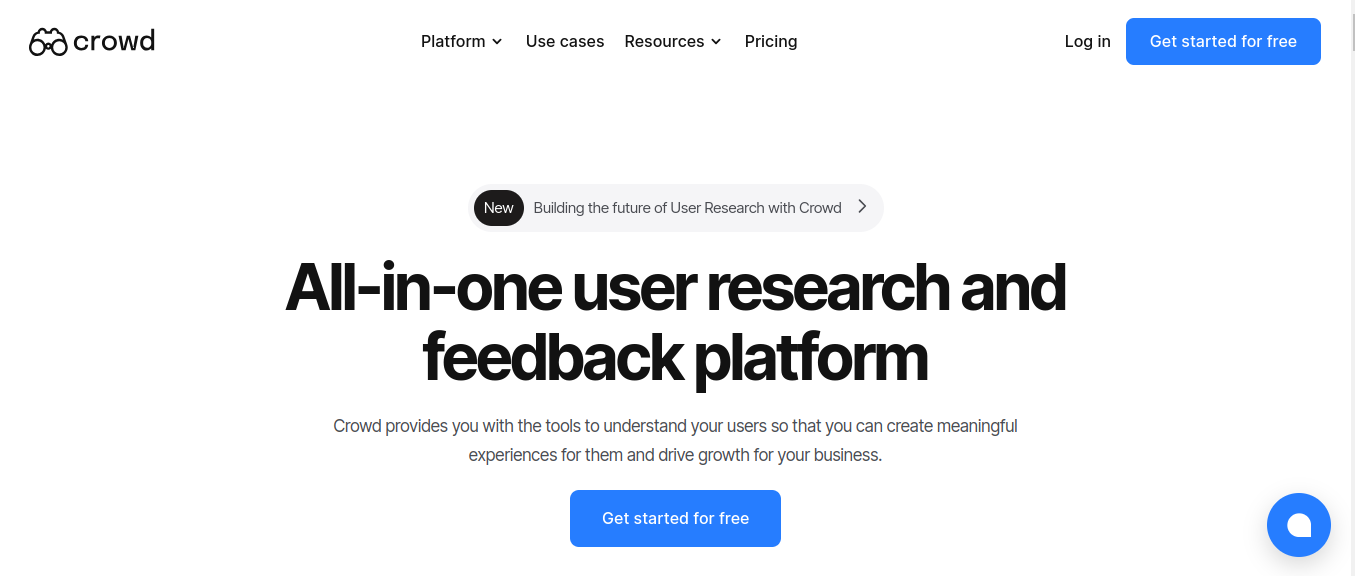 crowd
Platform
Use cases
Resources
Pricing
Log in
Get started for free
New
Building the future of User Research with Crowd
All-in-one user research and
feedback platform
Crowd provides you with the tools to understand your users so that you can create meaningful
experiences for them and drive growth for your business.
Get started for free